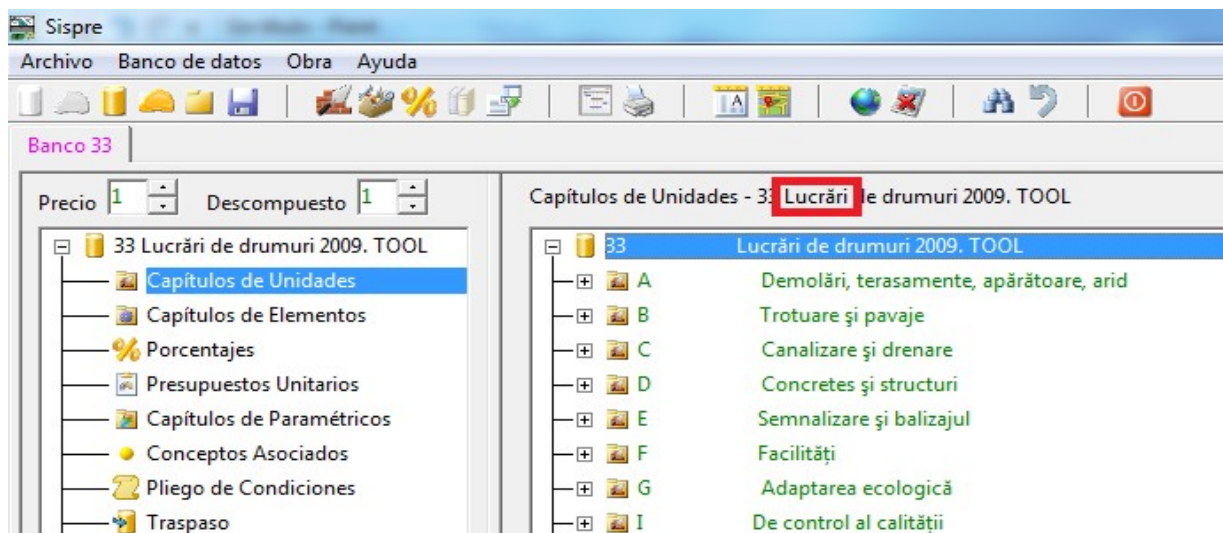 Sispre
Archivo Banco de datos Obra Ayuda
Banco 33
Precio 1 Descompuesto 1
33 Lucrări de drumuri 2009. TOOL
Capítulos de Unidades
Capítulos de Elementos
Porcentajes
Presupuestos Unitarios
Capítulos de Paramétricos
Conceptos Asociados
Pliego de Condiciones
Traspaso
Capítulos de Unidades - 33 Lucrări de drumuri 2009. TOOL
33 Lucrări de drumuri 2009. TOOL
A Demolări, terasamente, apărătoare, arid
B Trotuare şi pavaje
C Canalizare şi drenare
D Concretes şi structuri
E Semnalizare şi balizajul
F Facilități
G Adaptarea ecologică
I De control al calității